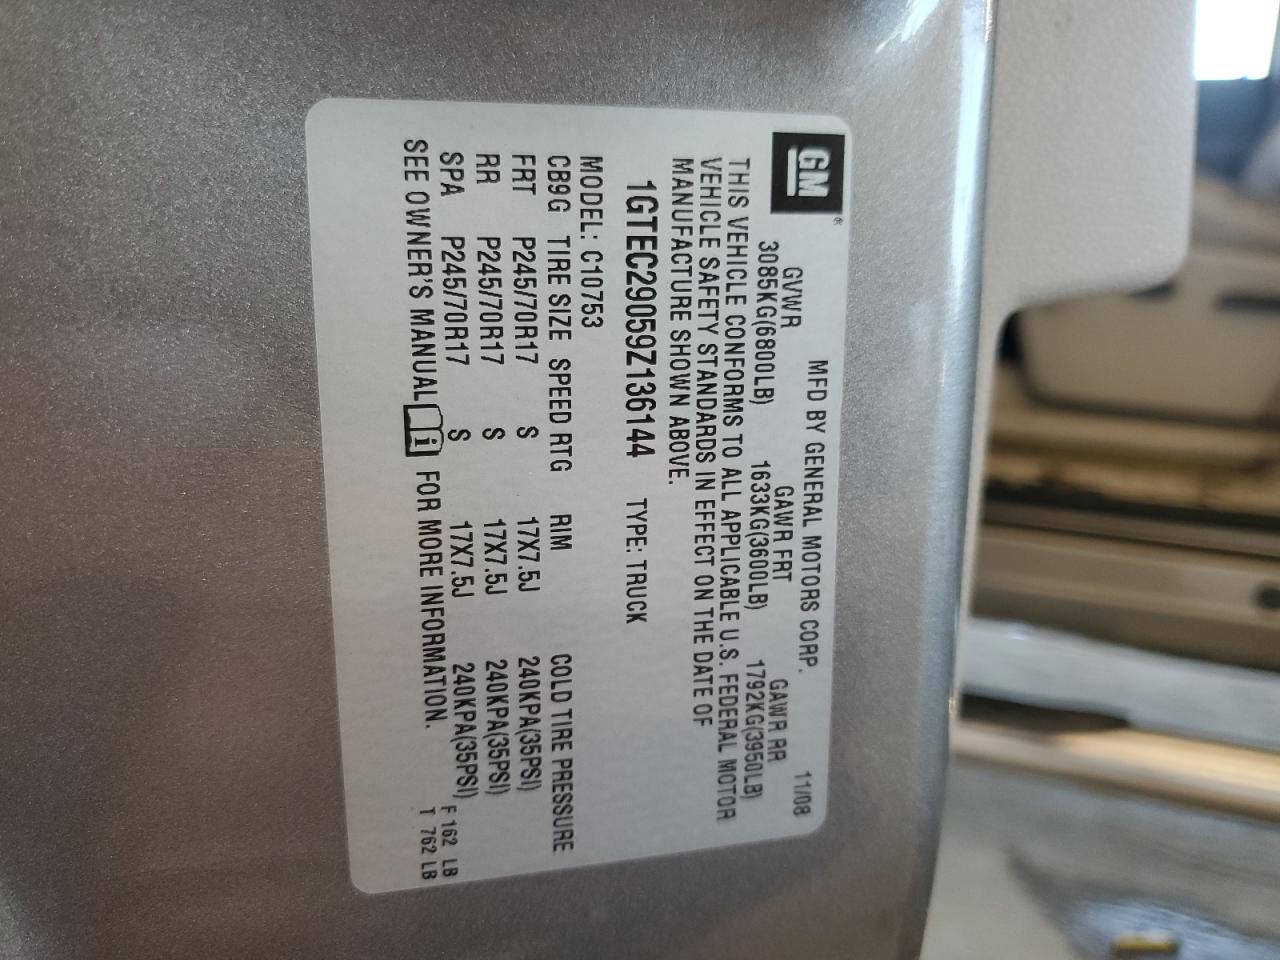 GM®
MFD BY GENERAL MOTORS CORP. 11/08
GVWR GAWR FRT GAWR RR
3085KG(6800LB) 1633KG(3600LB) 1792KG(3950LB)
THIS VEHICLE CONFORMS TO ALL APPLICABLE U.S. FEDERAL MOTOR
VEHICLE SAFETY STANDARDS IN EFFECT ON THE DATE OF
MANUFACTURE SHOWN ABOVE.
1GTEC29059Z136144 TYPE: TRUCK
MODEL: C10753
CB9G TIRE SIZE SPEED RTG RIM COLD TIRE PRESSURE
FRT P245/70R17 S 17X7.5J 240KPA(35PSI)
RR P245/70R17 S 17X7.5J 240KPA(35PSI)
SPA P245/70R17 S 17X7.5J 240KPA(35PSI)
SEE OWNER'S MANUAL i FOR MORE INFORMATION.
F 162 LB
T 762 LB